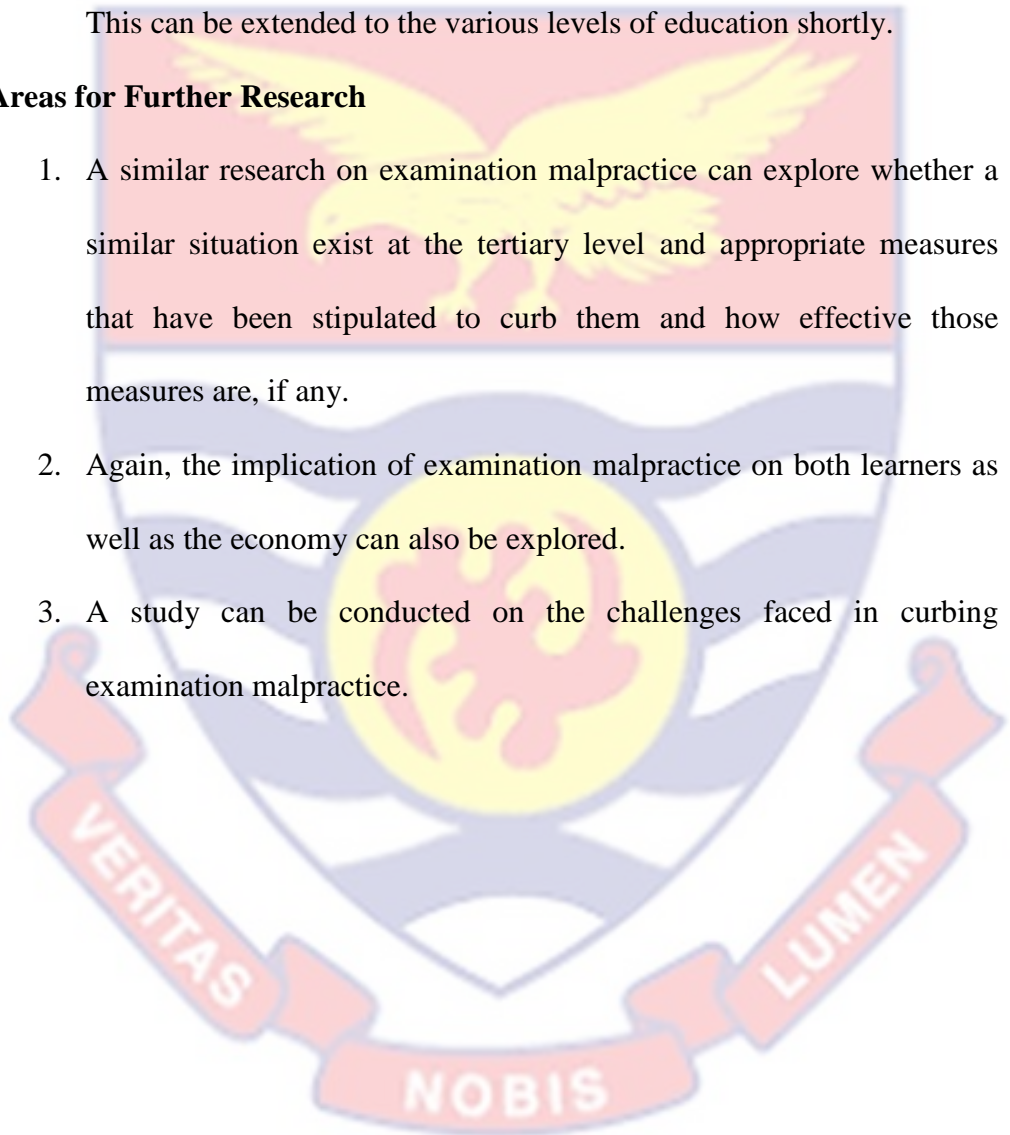 This can be extended to the various levels of education shortly.
Areas for Further Research
1. A similar research on examination malpractice can explore whether a
similar situation exist at the tertiary level and appropriate measures
that have been stipulated to curb them and how effective those
measures are, if any.
2. Again, the implication of examination malpractice on both learners as
well as the economy can also be explored.
3. A study can be conducted on the challenges faced in curbing
examination malpractice.
VERITAS
NOBIS
LUMEN